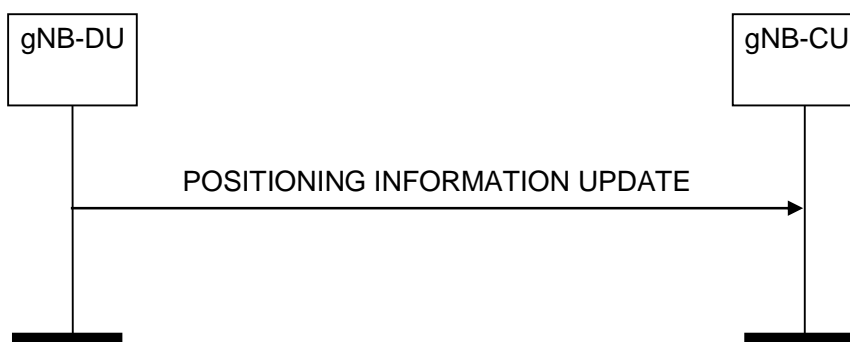 gNB-DU
gNB-CU
POSITIONING INFORMATION UPDATE